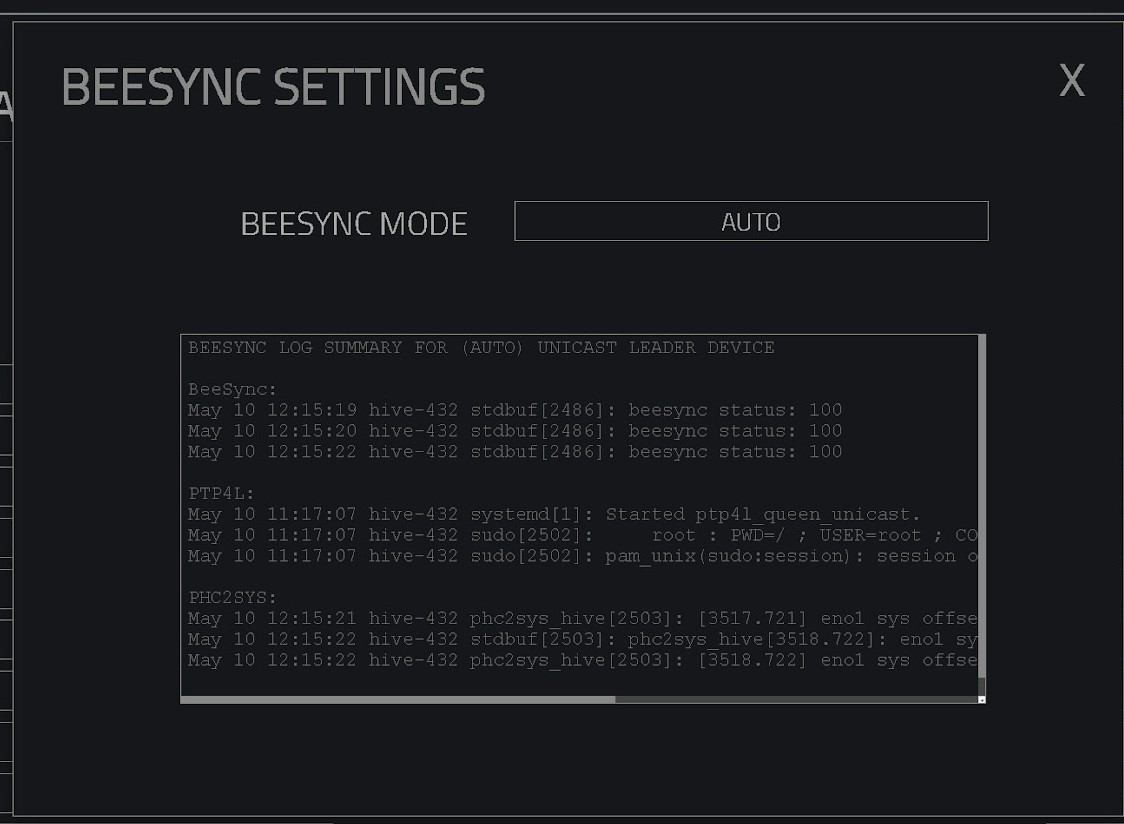 BEESYNC SETTINGS
X
A
BEESYNC MODE
AUTO
BEESYNC LOG SUMMARY FOR (AUTO) UNICAST LEADER DEVICE
BeeSync:
May 10 12:15:19 hive-432 stdbuf[2486]: beesync status: 100
May 10 12:15:20 hive-432 stdbuf[2486]: beesync status: 100
May 10 12:15:22 hive-432 stdbuf[2486]: beesync status: 100
PTP4L:
May 10 11:17:07 hive-432 systemd[1]: Started ptp4l_queen_unicast.
May 10 11:17:07 hive-432 sudo[2502]:     root : PWD=/ ; USER=root ; CO
May 10 11:17:07 hive-432 sudo[2502]: pam_unix(sudo:session): session o
PHC2SYS:
May 10 12:15:21 hive-432 phc2sys_hive[2503]: [3517.721] eno1 sys offse
May 10 12:15:22 hive-432 stdbuf[2503]: phc2sys_hive[3518.722]: eno1 sy
May 10 12:15:22 hive-432 phc2sys_hive[2503]: [3518.722] eno1 sys offse